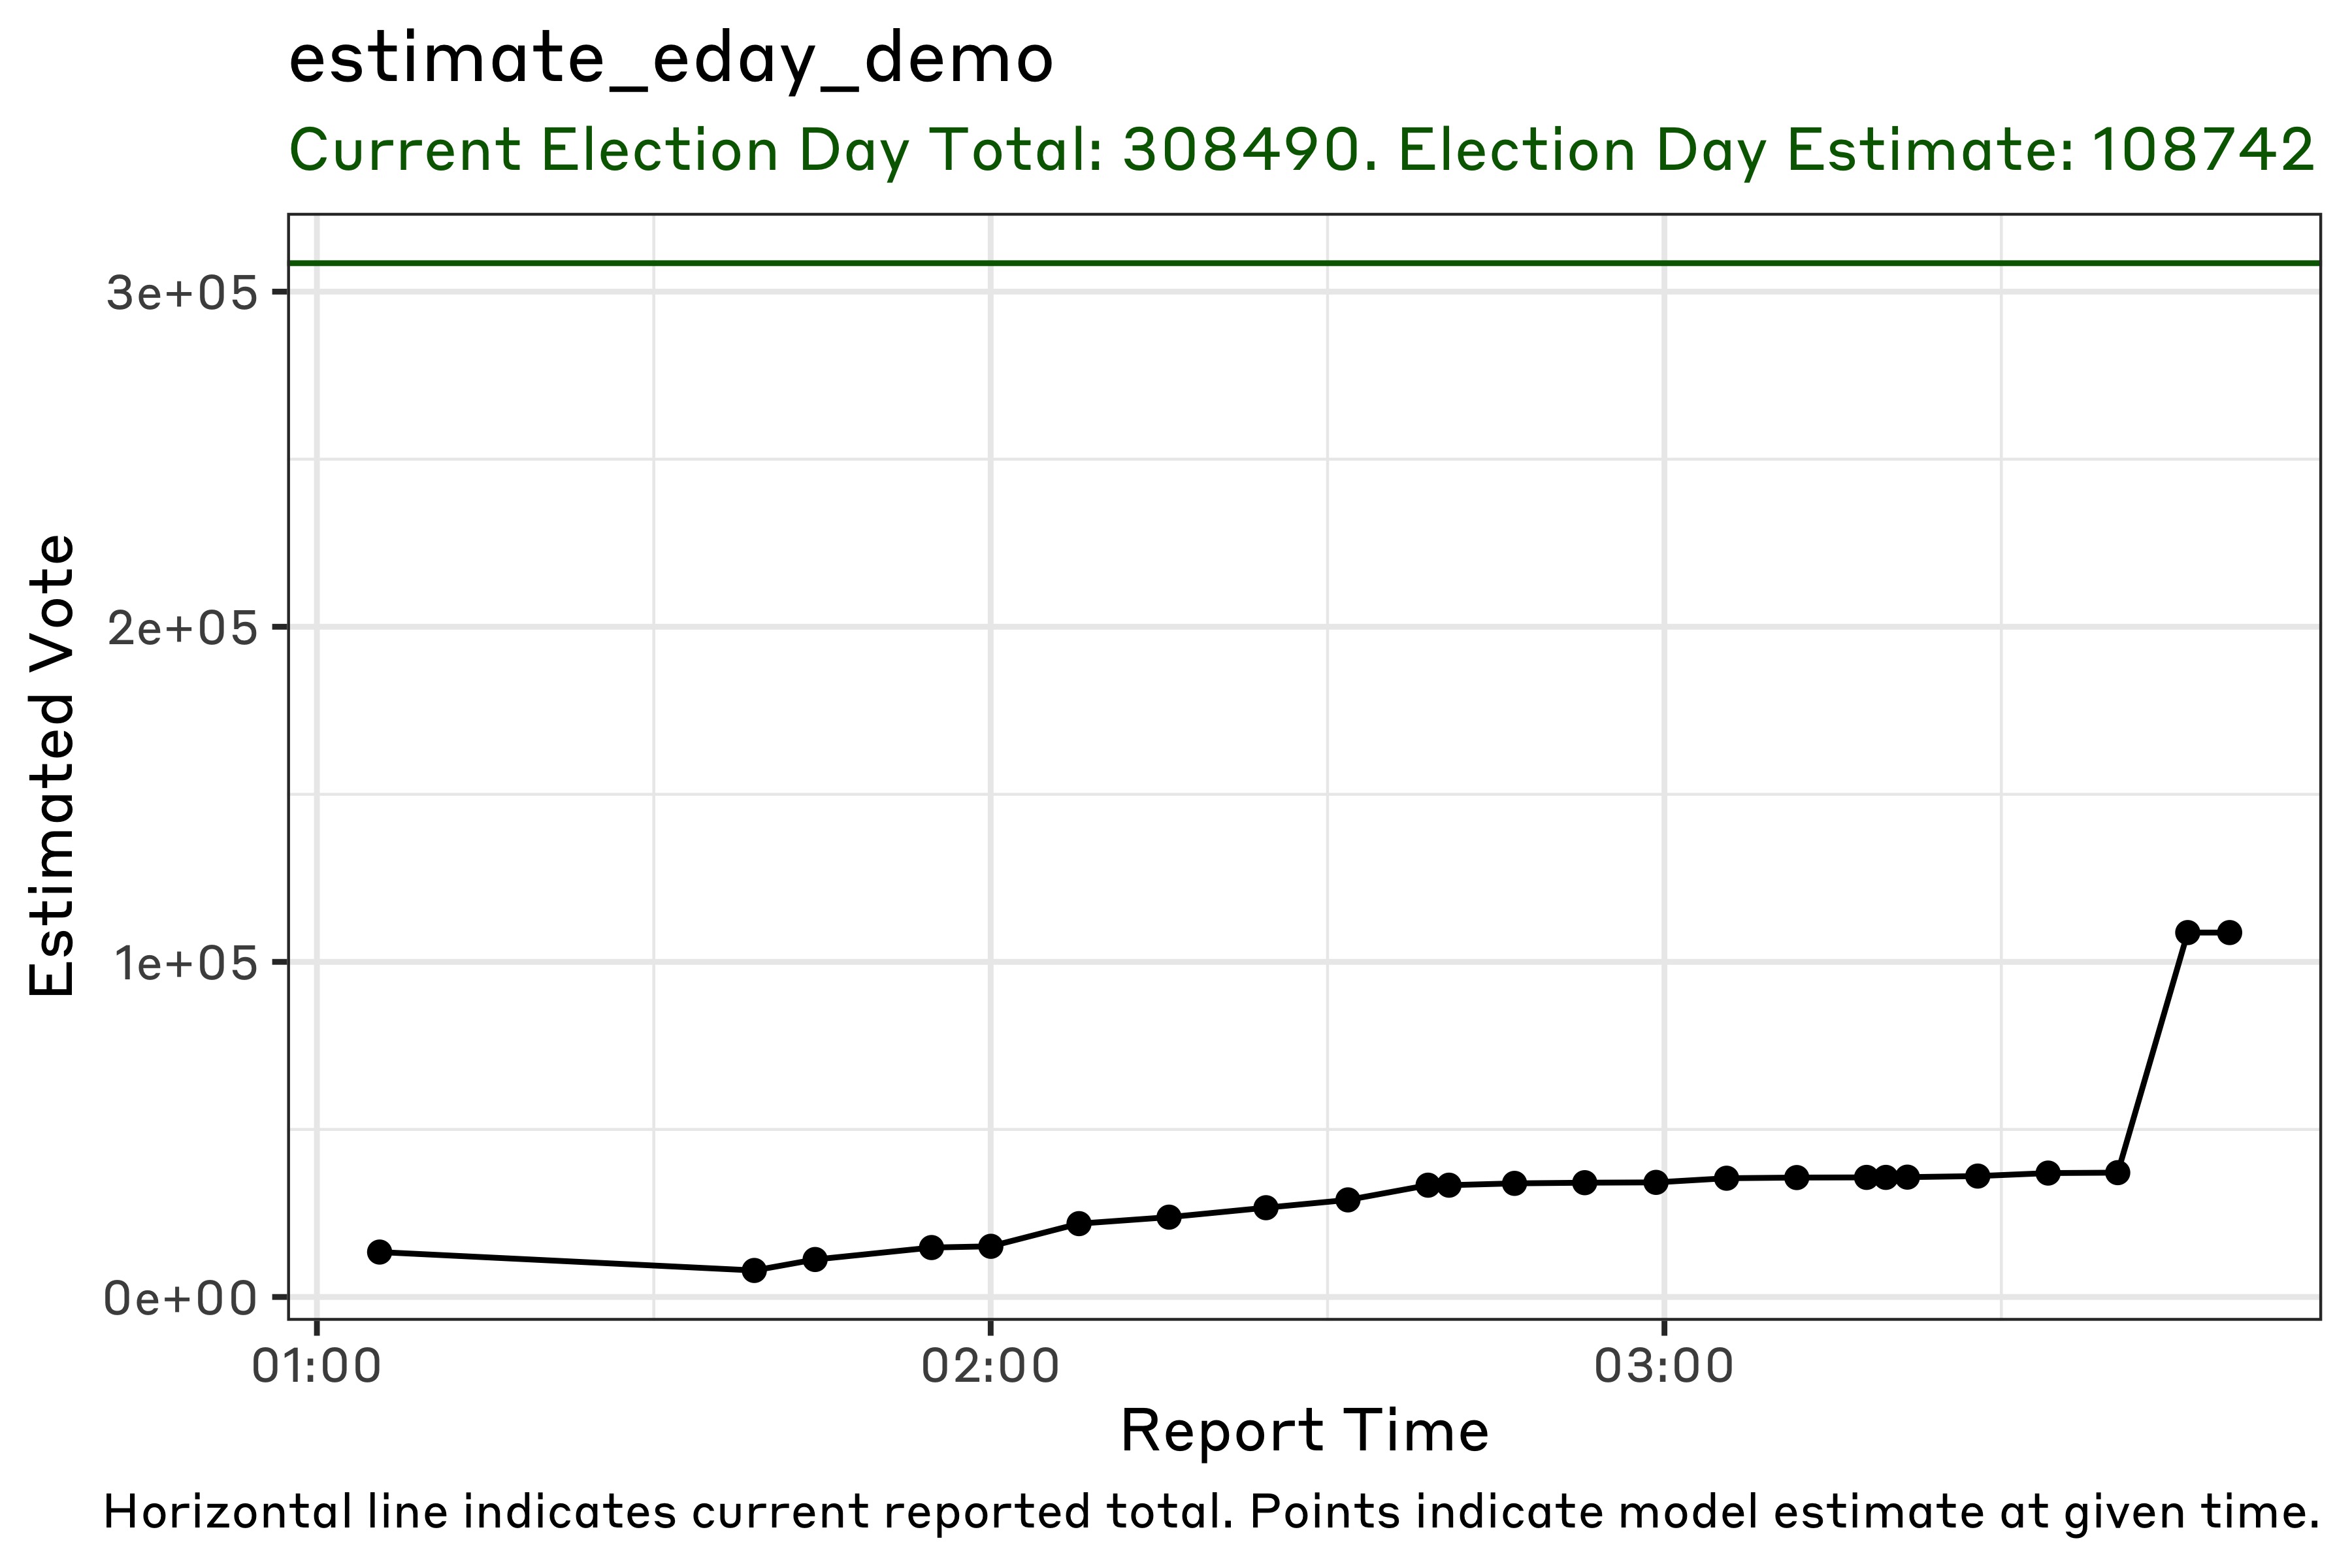 estimate_eday_demo
Current Election Day Total: 308490. Election Day Estimate: 108742
Estimated Vote
3e+05
2e+05
1e+05
0e+00
01:00 02:00 03:00
Report Time
Horizontal line indicates current reported total. Points indicate model estimate at given time.